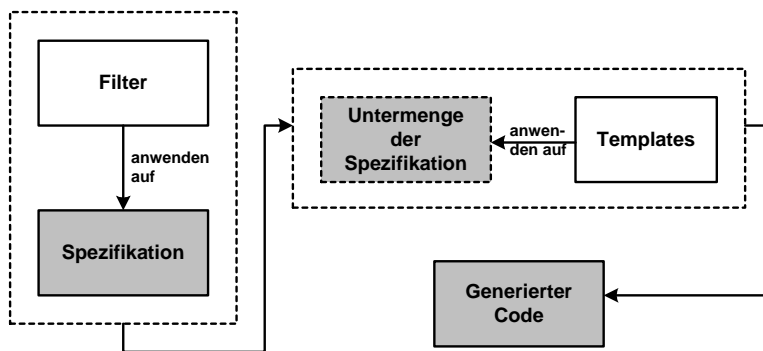 Filter
anwenden
auf
Spezifikation
Untermenge
der
Spezifikation
anwen-
den auf
Templates
Generierter
Code